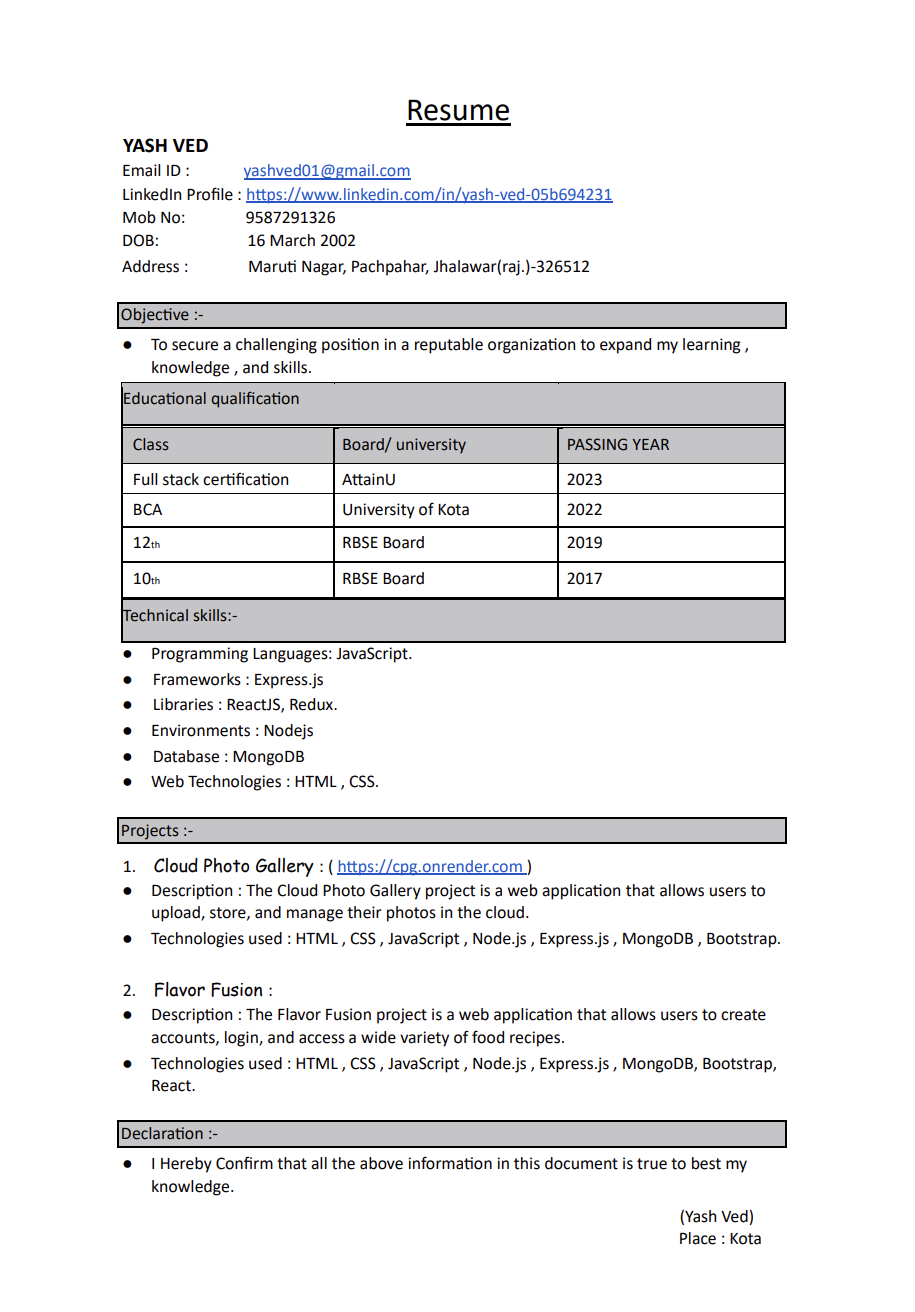 Resume
YASH VED
Email ID : yashved01@gmail.com
LinkedIn Profile : https://www.linkedin.com/in/yash-ved-05b694231
Mob No: 9587291326
DOB: 16 March 2002
Address : Maruti Nagar, Pachpahar, Jhalawar(raj.)-326512
Objective :-
● To secure a challenging position in a reputable organization to expand my learning ,
knowledge , and skills.
Educational qualification
Class Board/ university PASSING YEAR
Full stack certification AttainU 2023
BCA University of Kota 2022
12th RBSE Board 2019
10th RBSE Board 2017
Technical skills:-
● Programming Languages: JavaScript.
● Frameworks : Express.js
● Libraries : ReactJS, Redux.
● Environments : Nodejs
● Database : MongoDB
● Web Technologies : HTML , CSS.
Projects :-
1. Cloud Photo Gallery : ( https://cpg.onrender.com )
● Description : The Cloud Photo Gallery project is a web application that allows users to
upload, store, and manage their photos in the cloud.
● Technologies used : HTML , CSS , JavaScript , Node.js , Express.js , MongoDB , Bootstrap.
2. Flavor Fusion :
● Description : The Flavor Fusion project is a web application that allows users to create
accounts, login, and access a wide variety of food recipes.
● Technologies used : HTML , CSS , JavaScript , Node.js , Express.js , MongoDB, Bootstrap,
React.
Declaration :-
● I Hereby Confirm that all the above information in this document is true to best my
knowledge.
(Yash Ved)
Place : Kota